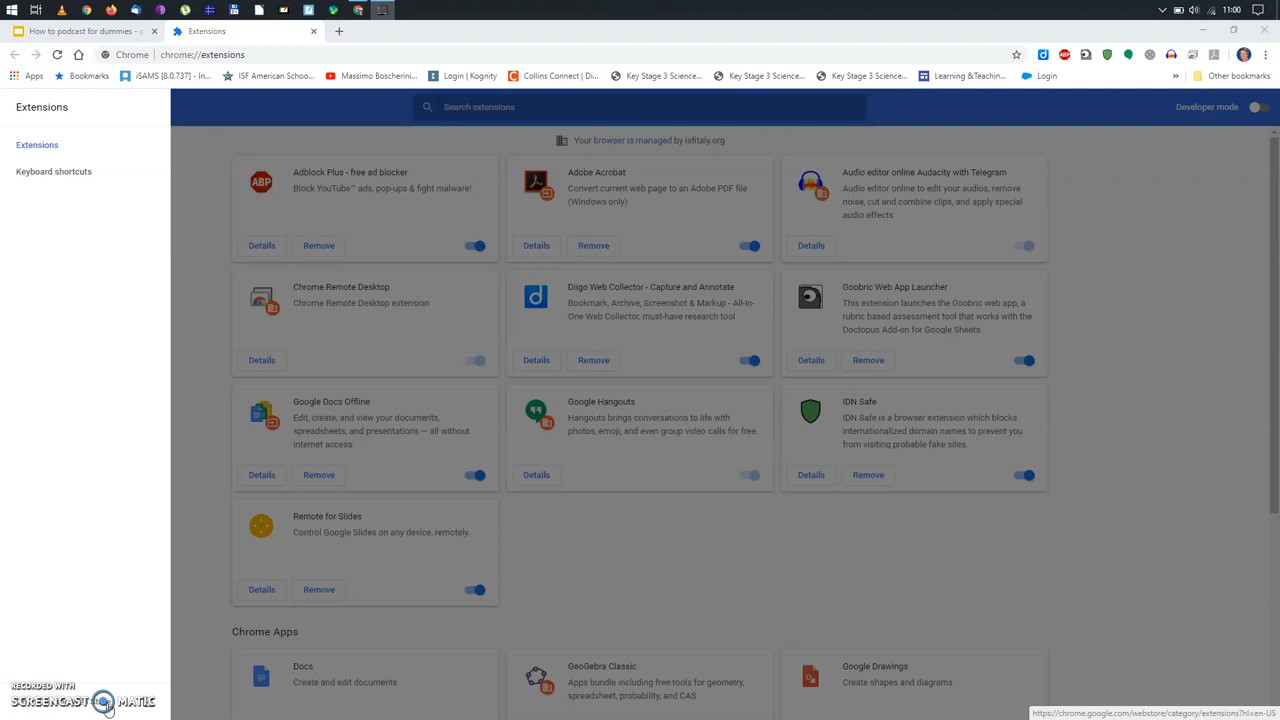 How to podcast for dummies - p
Extensions
11:00
Chrome | chrome://extensions
Apps
Bookmarks
iSAMS (8.0.737) - In...
ISF American School...
Massimo Boscherini...
Login | Kognity
Collins Connect | Di...
Key Stage 3 Science...
Key Stage 3 Science...
Key Stage 3 Science...
Learning &Teachin...
Login
»
Other bookmarks
Extensions
Search extensions
Developer mode
Extensions
Keyboard shortcuts
Your browser is managed by isfitaly.org
Adblock Plus - free ad blocker
Block YouTube™ ads, pop-ups & fight malware!
Details
Remove
Adobe Acrobat
Convert current web page to an Adobe PDF file
(Windows only)
Details
Remove
Audio editor online Audacity with Telegram
Audio editor online to edit your audios, remove
noise, cut and combine clips, and apply special
audio effects
Details
Chrome Remote Desktop
Chrome Remote Desktop extension
Details
Diigo Web Collector - Capture and Annotate
Bookmark, Archive, Screenshot & Markup - All-In-
One Web Collector, must-have research tool
Details
Remove
Goobric Web App Launcher
This extension launches the Goobric web app, a
rubric based assessment tool that works with the
Doctopus Add-on for Google Sheets.
Details
Remove
Google Docs Offline
Edit, create, and view your documents,
spreadsheets, and presentations — all without
internet access
Details
Remove
Google Hangouts
Hangouts brings conversations to life with
photos, emoji, and even group video calls for free.
Details
IDN Safe
IDN Safe is a browser extension which blocks
internationalized domain names to prevent you
from visiting probable fake sites.
Details
Remove
Remote for Slides
Control Google Slides on any device, remotely.
Details
Remove
Chrome Apps
Docs
Create and edit documents
GeoGebra Classic
Apps bundle including free tools for geometry,
spreadsheet, probability, and CAS
Google Drawings
Create shapes and diagrams
RECORDED WITH
SCREENCAST MATIC
https://chrome.google.com/webstore/category/extensions?hl=en-US